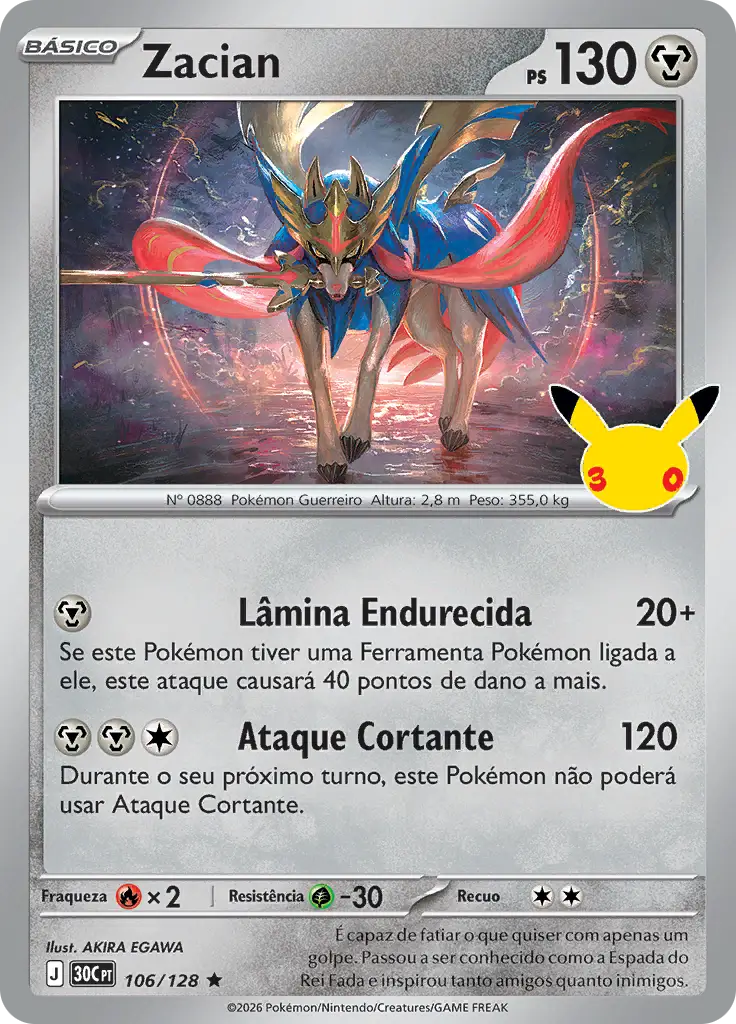 BÁSICO
Zacian
PS 130
30
Nº 0888 Pokémon Guerreiro Altura: 2,8 m Peso: 355,0 kg
Lâmina Endurecida 20+
Se este Pokémon tiver uma Ferramenta Pokémon ligada a
ele, este ataque causará 40 pontos de dano a mais.
Ataque Cortante 120
Durante o seu próximo turno, este Pokémon não poderá
usar Ataque Cortante.
Fraqueza ×2 Resistência -30 Recuo
Ilust. AKIRA EGAWA
É capaz de fatiar o que quiser com apenas um
golpe. Passou a ser conhecido como a Espada do
Rei Fada e inspirou tanto amigos quanto inimigos.
J 30C PT 106/128 ★
©2026 Pokémon/Nintendo/Creatures/GAME FREAK